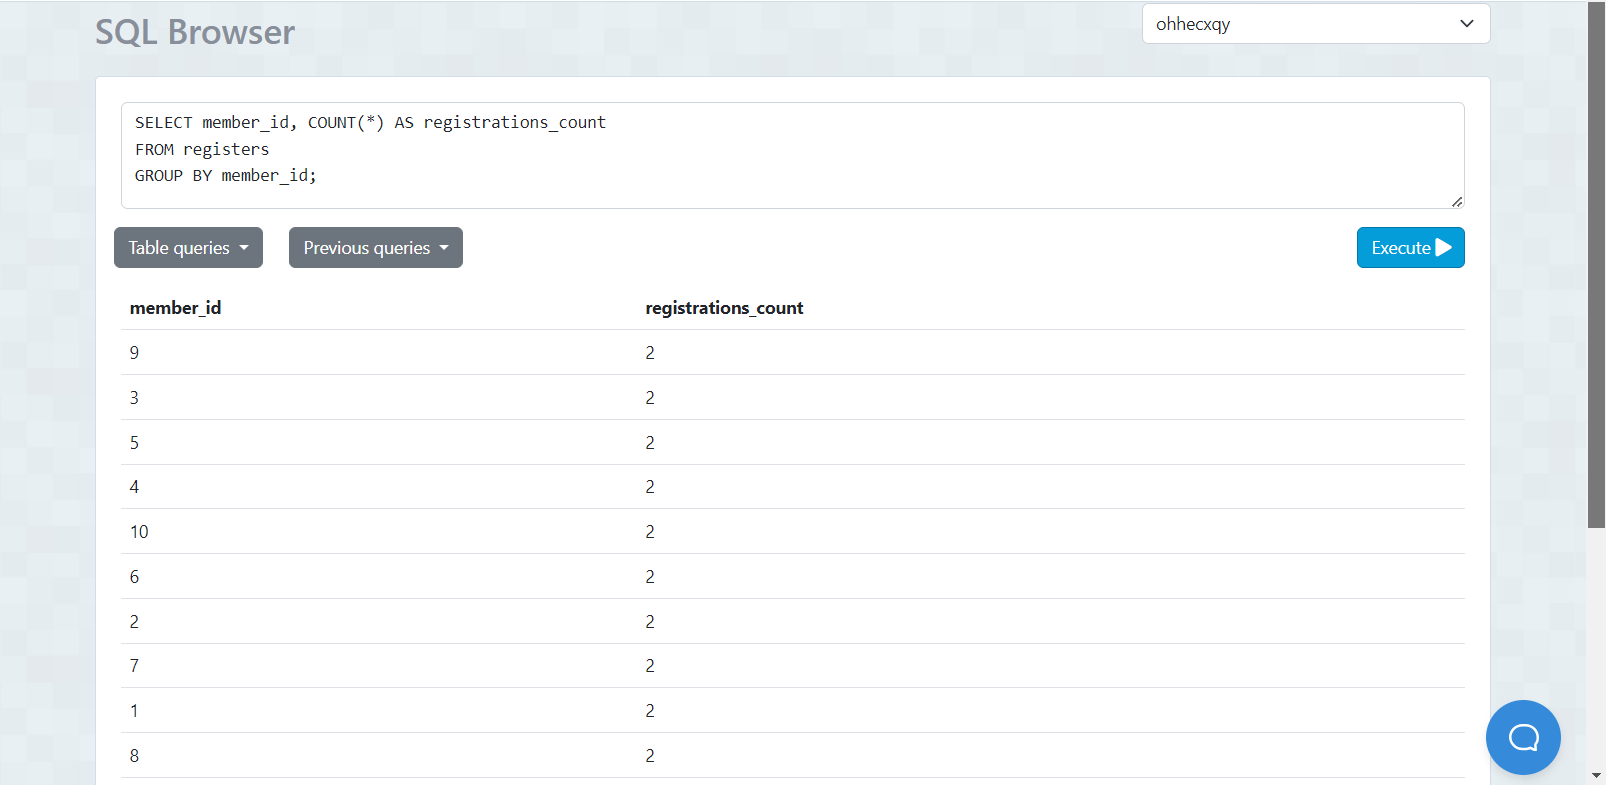 SQL Browser
ohhecxqy
SELECT member_id, COUNT(*) AS registrations_count
FROM registers
GROUP BY member_id;
Table queries
Previous queries
Execute
member_id registrations_count
9 2
3 2
5 2
4 2
10 2
6 2
2 2
7 2
1 2
8 2